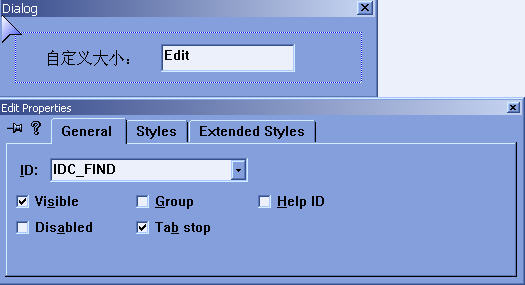 Dialog
自定义大小：
Edit
Edit Properties
General Styles Extended Styles
ID: IDC_FIND
Visible Group Help ID
Disabled Tab stop